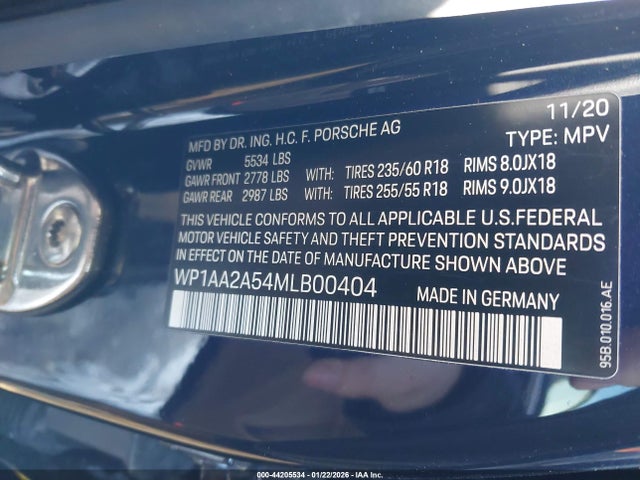 11/20
MFD BY DR. ING. H.C. F. PORSCHE AG TYPE: MPV
GVWR 5534 LBS
GAWR FRONT 2778 LBS WITH: TIRES 235/60 R18 RIMS 8.0JX18
GAWR REAR 2987 LBS WITH: TIRES 255/55 R18 RIMS 9.0JX18
THIS VEHICLE CONFORMS TO ALL APPLICABLE U.S.FEDERAL
MOTOR VEHICLE SAFETY AND THEFT PREVENTION STANDARDS
IN EFFECT ON THE DATE OF MANUFACTURE SHOWN ABOVE
WP1AA2A54MLB00404 MADE IN GERMANY
95B.010.016.AE
000-44205534 - 01/22/2026 - IAA Inc.